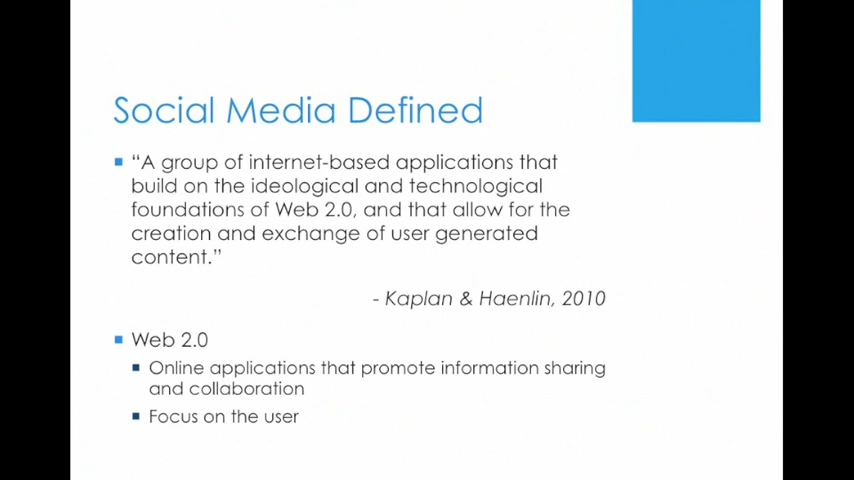 Social Media Defined
“A group of internet-based applications that
build on the ideological and technological
foundations of Web 2.0, and that allow for the
creation and exchange of user generated
content.”
- Kaplan & Haenlin, 2010
Web 2.0
Online applications that promote information sharing
and collaboration
Focus on the user